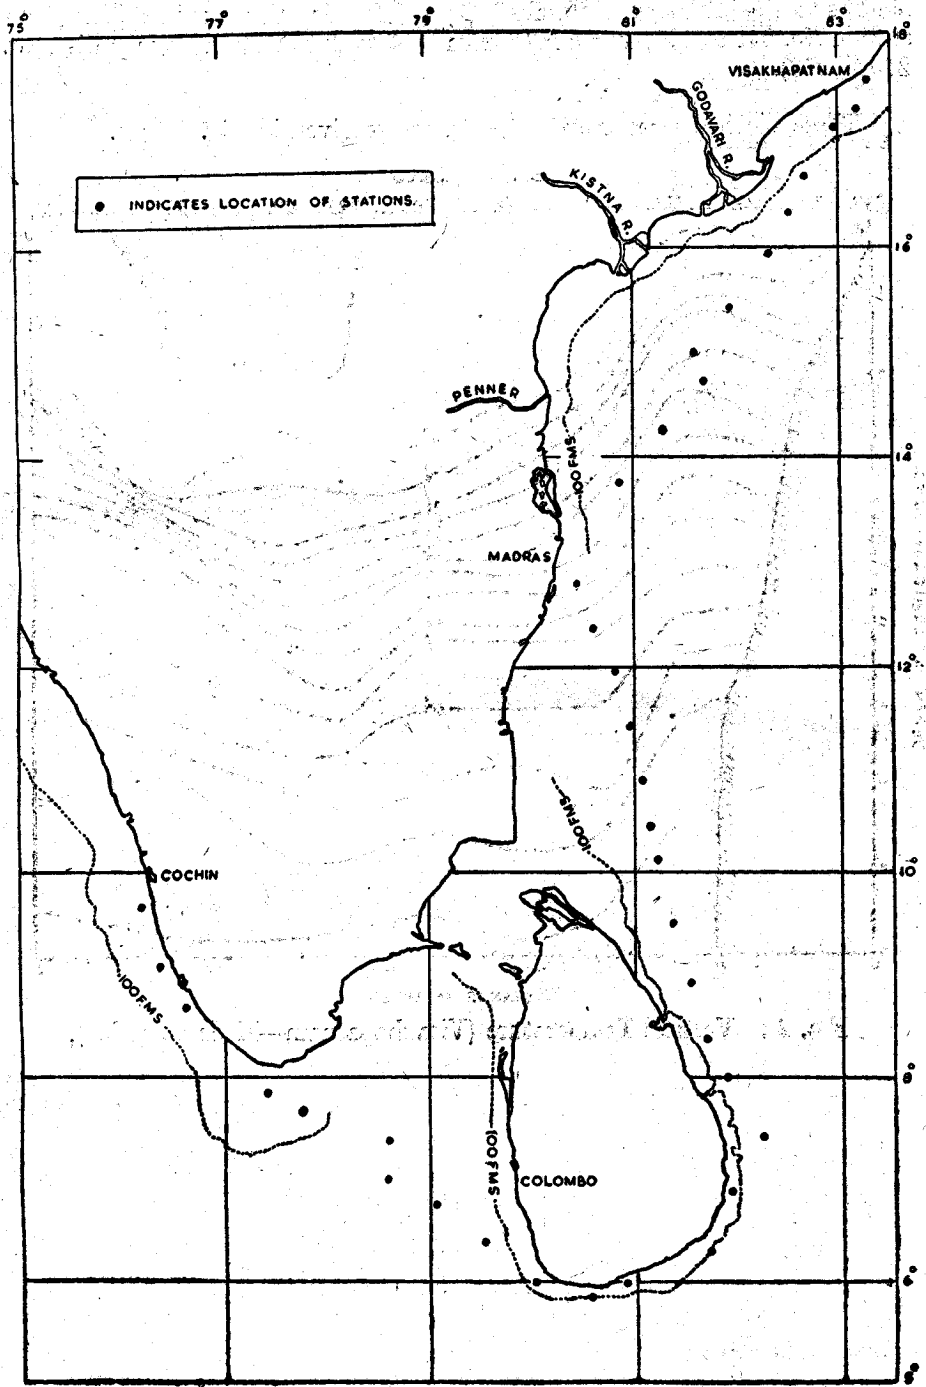 75° 77° 79° 81° 83°
18°
VISAKHAPATNAM
GODAVARI R.
KISTNA R.
● INDICATES LOCATION OF STATIONS.
16°
PENNER
100 FMS
14°
MADRAS
12°
100 FMS
10°
COCHIN
100 FMS
8°
100 FMS
COLOMBO
6°